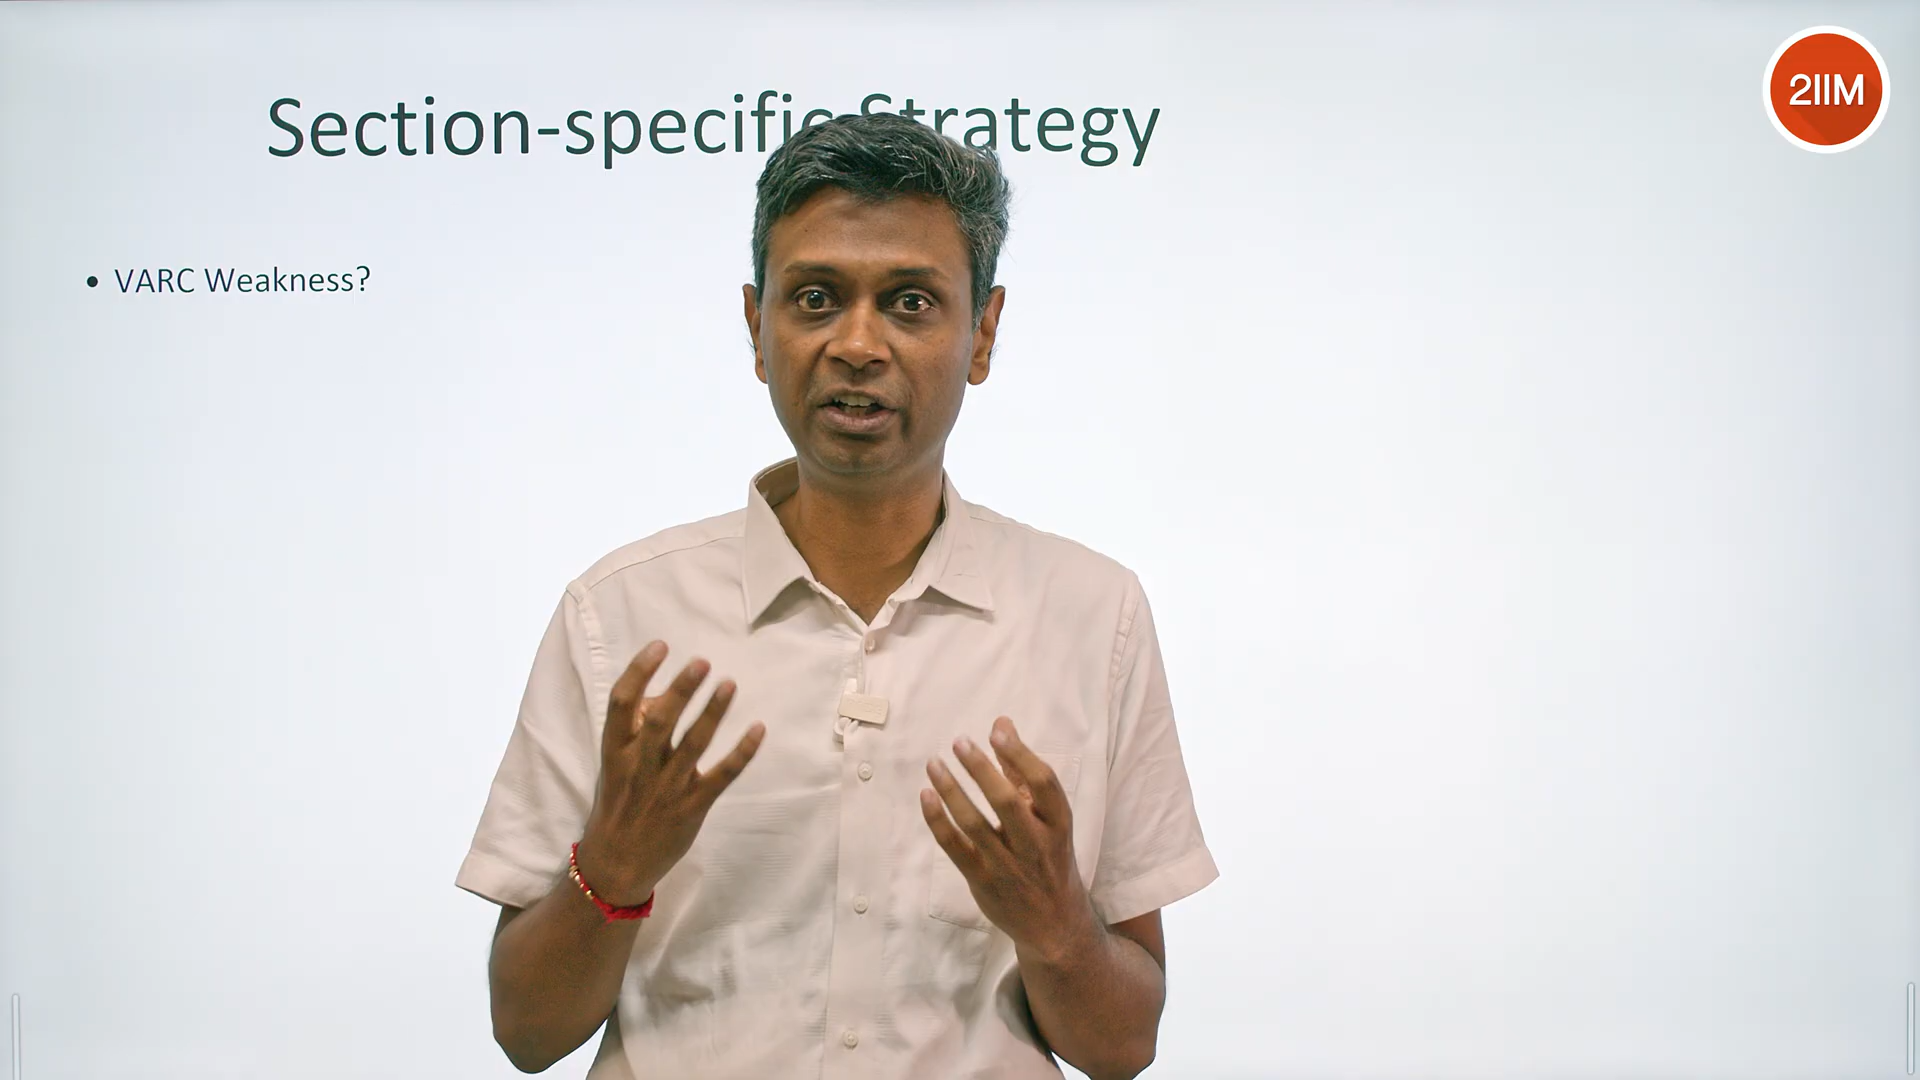 Section-specific Strategy
2IIM
• VARC Weakness?